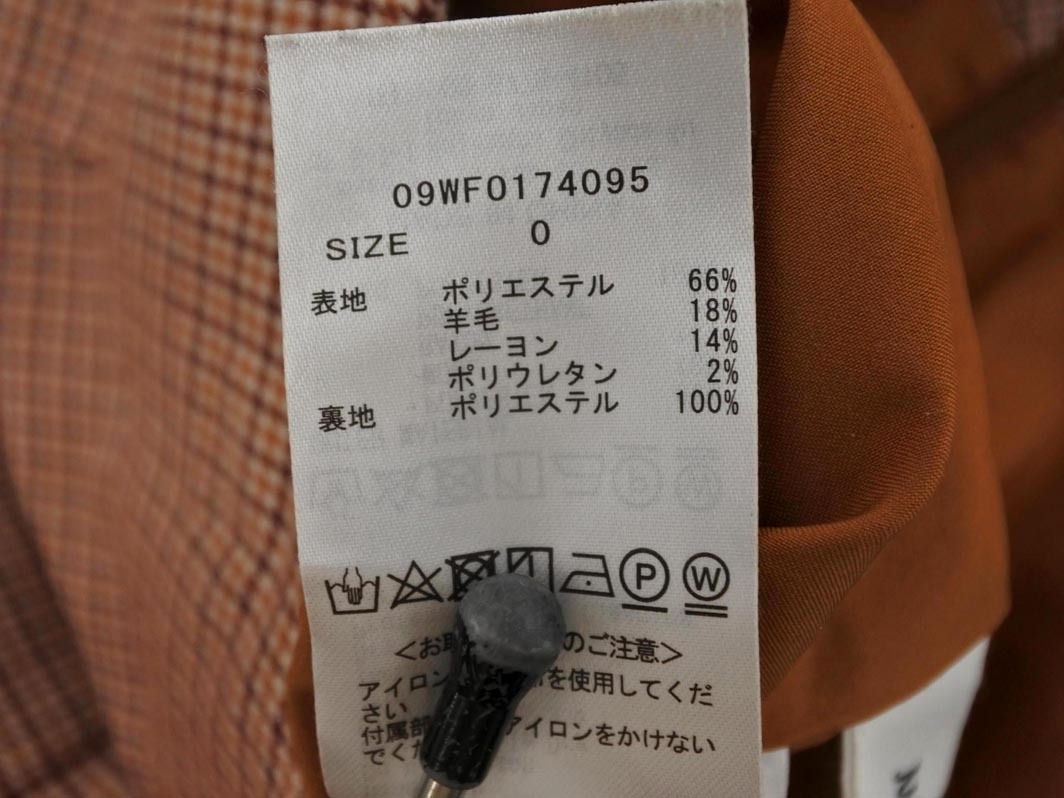 09WF0174095
SIZE 0
表地 ポリエステル 66%
羊毛 18%
レーヨン 14%
ポリウレタン 2%
裏地 ポリエステル 100%
P W
<お のご注意>
アイロン を使用してくだ
さい
付属部 アイロンをかけない
でくだ